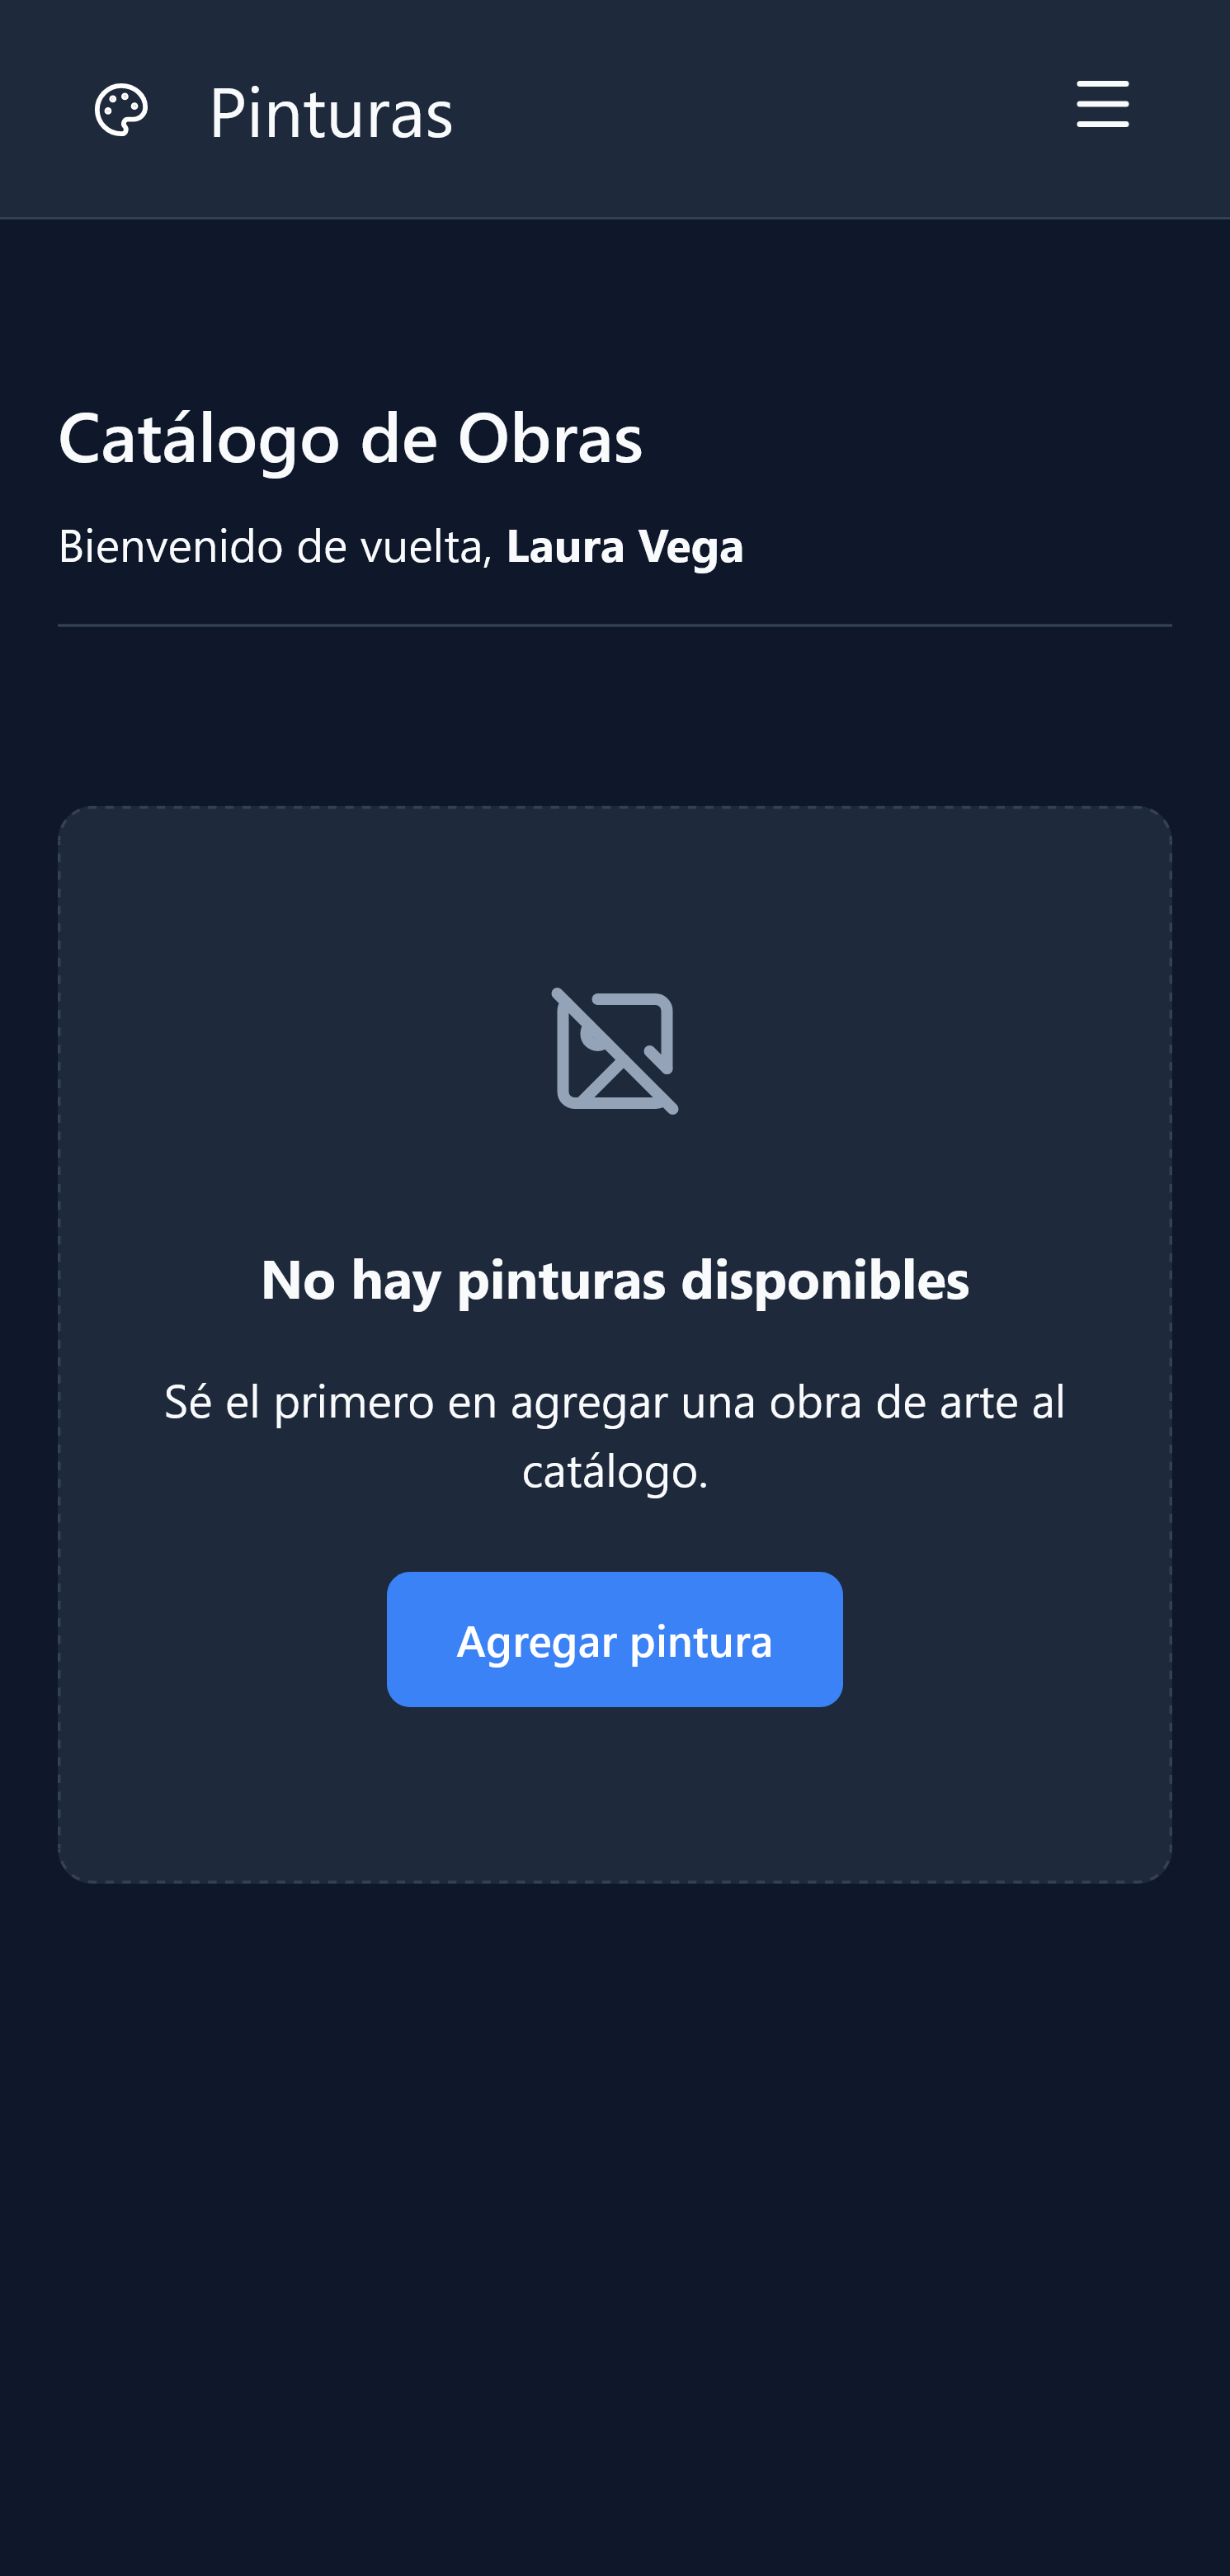 Pinturas
Catálogo de Obras
Bienvenido de vuelta, Laura Vega
No hay pinturas disponibles
Sé el primero en agregar una obra de arte al
catálogo.
Agregar pintura